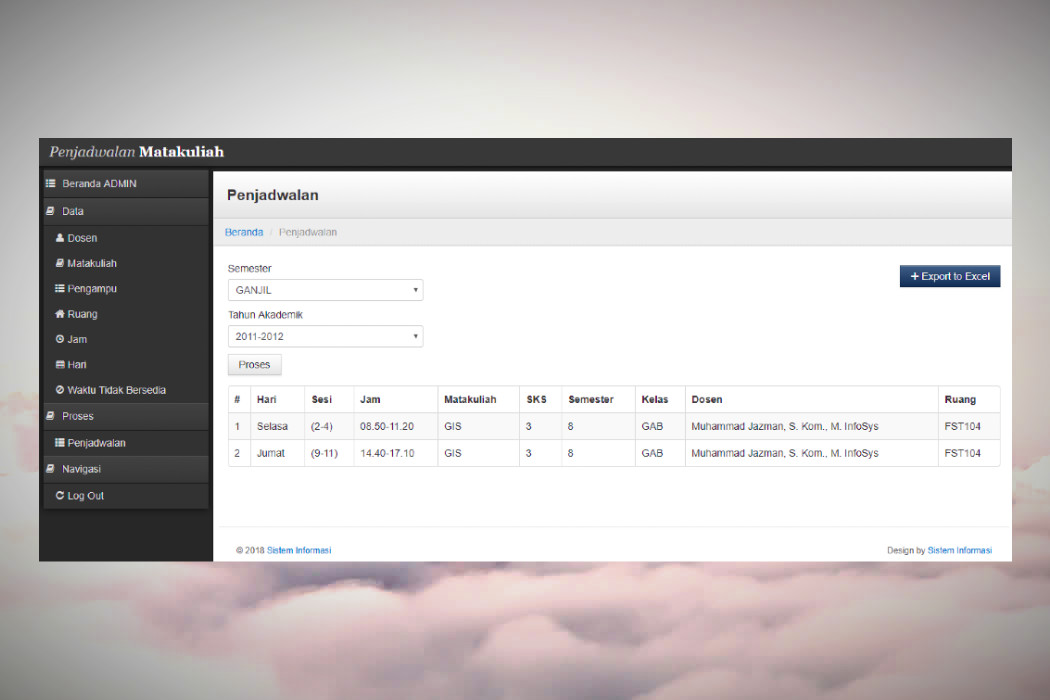 Penjadwalan Matakuliah
Beranda ADMIN
Data
Dosen
Matakuliah
Pengampu
Ruang
Jam
Hari
Waktu Tidak Bersedia
Proses
Penjadwalan
Navigasi
Log Out
Penjadwalan
Beranda / Penjadwalan
Semester
GANJIL
+ Export to Excel
Tahun Akademik
2011-2012
Proses
# Hari Sesi Jam Matakuliah SKS Semester Kelas Dosen Ruang
1 Selasa (2-4) 08.50-11.20 GIS 3 8 GAB Muhammad Jazman, S. Kom., M. InfoSys FST104
2 Jumat (9-11) 14.40-17.10 GIS 3 8 GAB Muhammad Jazman, S. Kom., M. InfoSys FST104
© 2018 Sistem Informasi
Design by Sistem Informasi